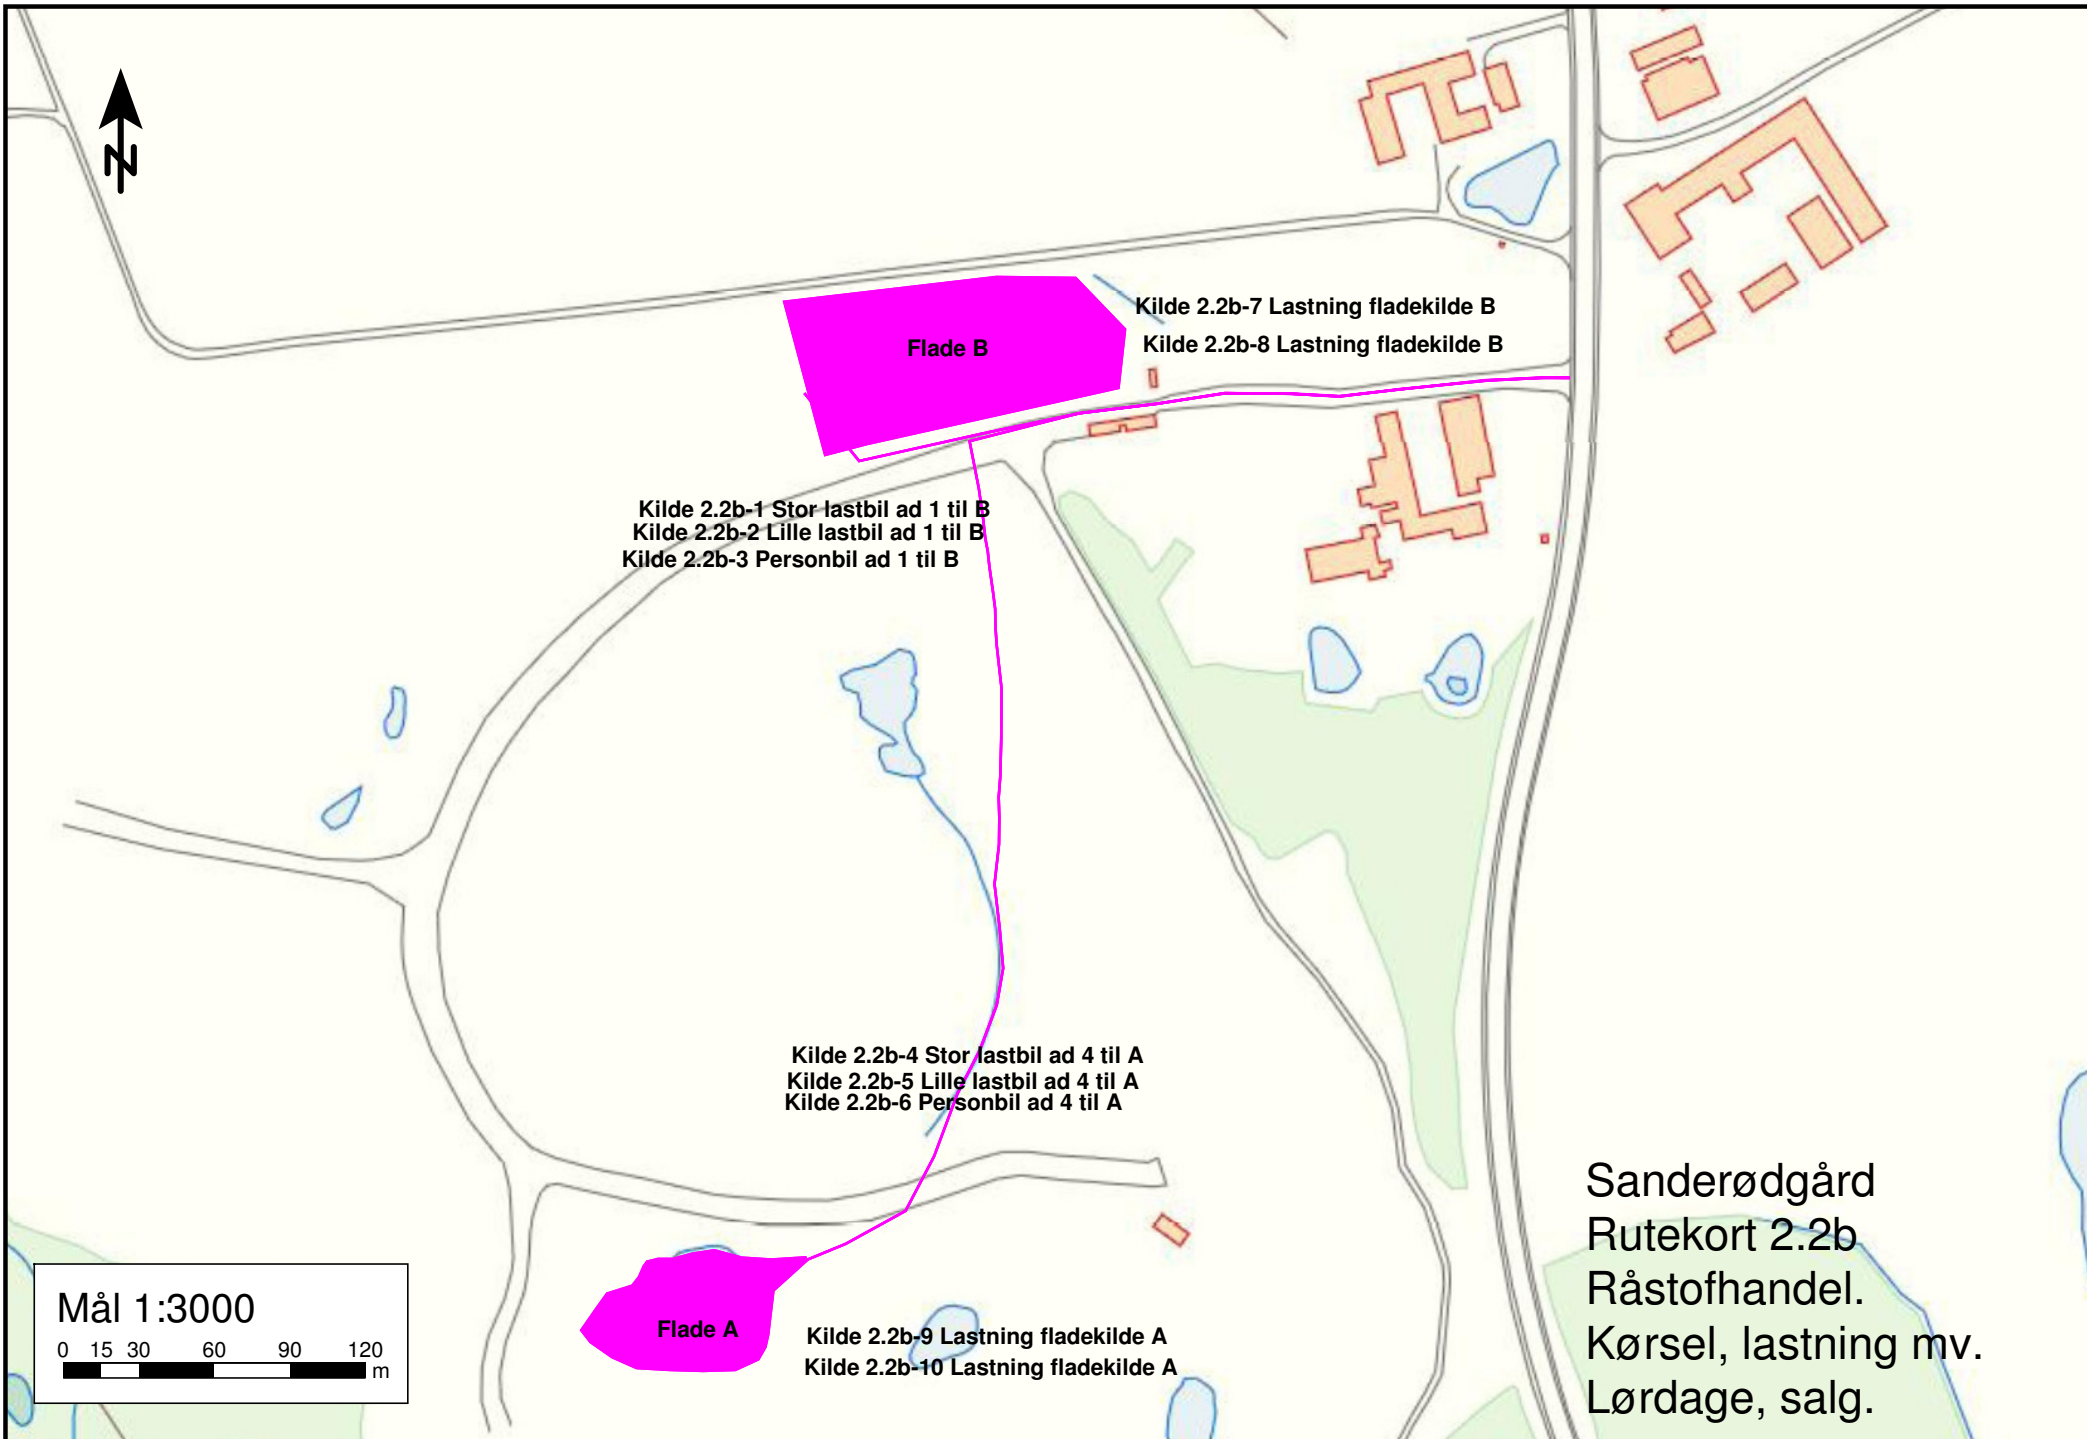 N
Kilde 2.2b-7 Lastning fladekilde B
Flade B
Kilde 2.2b-8 Lastning fladekilde B
Kilde 2.2b-1 Stor lastbil ad 1 til B
Kilde 2.2b-2 Lille lastbil ad 1 til B
Kilde 2.2b-3 Personbil ad 1 til B
Kilde 2.2b-4 Stor lastbil ad 4 til A
Kilde 2.2b-5 Lille lastbil ad 4 til A
Kilde 2.2b-6 Personbil ad 4 til A
Flade A
Kilde 2.2b-9 Lastning fladekilde A
Kilde 2.2b-10 Lastning fladekilde A
Mål 1:3000
0 15 30 60 90 120
m
Sanderødgård
Rutekort 2.2b
Råstofhandel.
Kørsel, lastning mv.
Lørdage, salg.